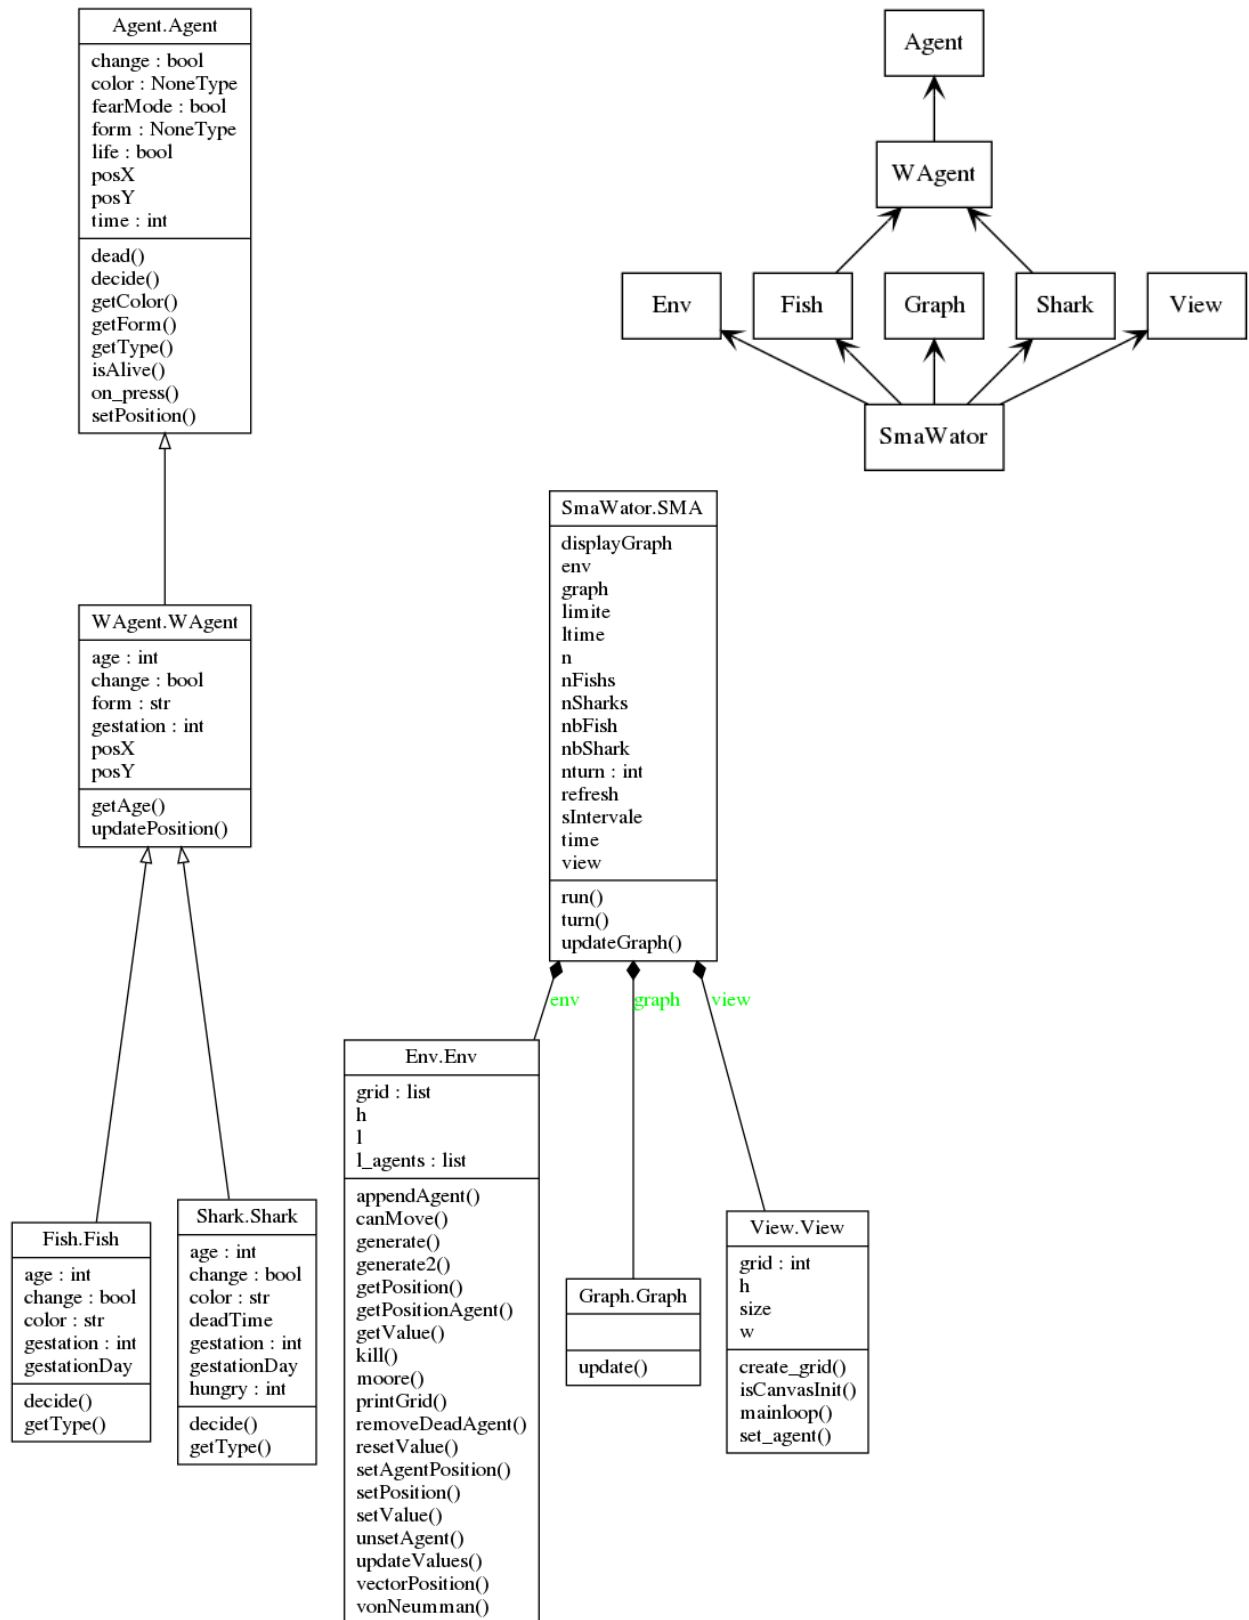 Agent.Agent
change : bool
color : NoneType
fearMode : bool
form : NoneType
life : bool
posX
posY
time : int
dead()
decide()
getColor()
getForm()
getType()
isAlive()
on_press()
setPosition()
Agent
WAgent
Env
Fish
Graph
Shark
View
SmaWator
WAgent.WAgent
age : int
change : bool
form : str
gestation : int
posX
posY
getAge()
updatePosition()
SmaWator.SMA
displayGraph
env
graph
limite
ltime
n
nFishs
nSharks
nbFish
nbShark
nturn : int
refresh
sIntervale
time
view
run()
turn()
updateGraph()
env
graph
view
Fish.Fish
age : int
change : bool
color : str
gestation : int
gestationDay
decide()
getType()
Shark.Shark
age : int
change : bool
color : str
deadTime
gestation : int
gestationDay
hungry : int
decide()
getType()
Env.Env
grid : list
h
l
l_agents : list
appendAgent()
canMove()
generate()
generate2()
getPosition()
getPositionAgent()
getValue()
kill()
moore()
printGrid()
removeDeadAgent()
resetValue()
setAgentPosition()
setPosition()
setValue()
unsetAgent()
updateValues()
vectorPosition()
vonNeumman()
Graph.Graph
update()
View.View
grid : int
h
size
w
create_grid()
isCanvasInit()
mainloop()
set_agent()